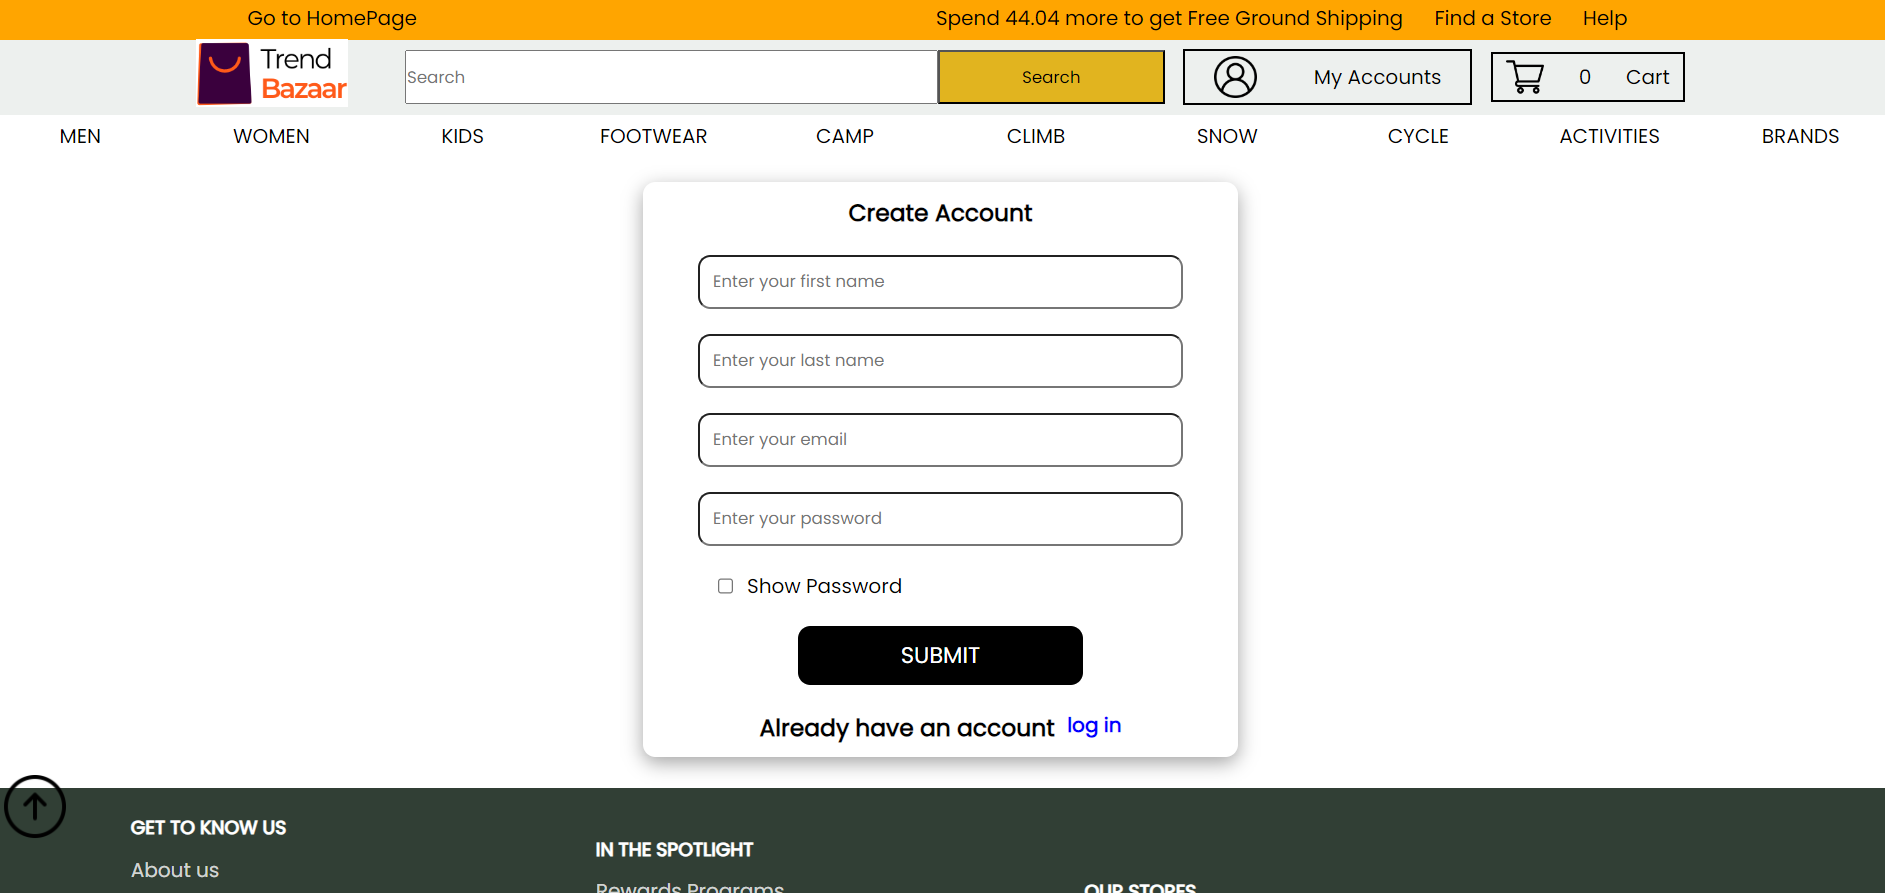 Go to HomePage
Spend 44.04 more to get Free Ground Shipping
Find a Store
Help
Trend
Bazaar
Search
Search
My Accounts
0
Cart
MEN
WOMEN
KIDS
FOOTWEAR
CAMP
CLIMB
SNOW
CYCLE
ACTIVITIES
BRANDS
Create Account
Enter your first name
Enter your last name
Enter your email
Enter your password
Show Password
SUBMIT
Already have an account log in
GET TO KNOW US
About us
IN THE SPOTLIGHT
Rewards Programs
OUR STORES